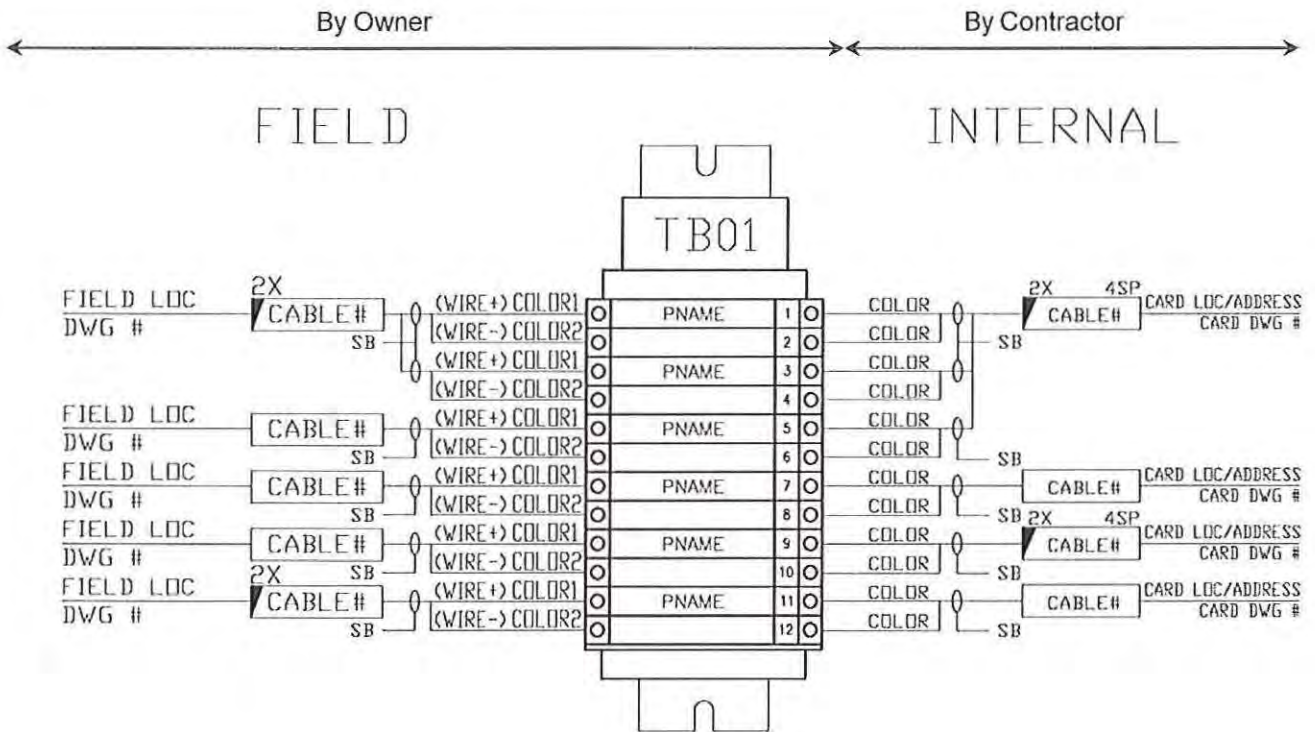 By Owner By Contractor
FIELD INTERNAL
TB01
2X 2X 4SP
FIELD LOC CABLE# (WIRE+) COLOR1 PNAME 1 COLOR CABLE# CARD LOC/ADDRESS
DWG # SB (WIRE-) COLOR2 2 COLOR SB CARD DWG #
(WIRE+) COLOR1 PNAME 3 COLOR
(WIRE-) COLOR2 4 COLOR
FIELD LOC CABLE# (WIRE+) COLOR1 PNAME 5 COLOR
DWG # SB (WIRE-) COLOR2 6 COLOR SB
FIELD LOC CABLE# (WIRE+) COLOR1 PNAME 7 COLOR CABLE# CARD LOC/ADDRESS
DWG # SB (WIRE-) COLOR2 8 COLOR SB CARD DWG #
2X 4SP
FIELD LOC CABLE# (WIRE+) COLOR1 PNAME 9 COLOR CABLE# CARD LOC/ADDRESS
DWG # SB (WIRE-) COLOR2 10 COLOR SB CARD DWG #
2X
FIELD LOC CABLE# (WIRE+) COLOR1 PNAME 11 COLOR CABLE# CARD LOC/ADDRESS
DWG # SB (WIRE-) COLOR2 12 COLOR SB CARD DWG #